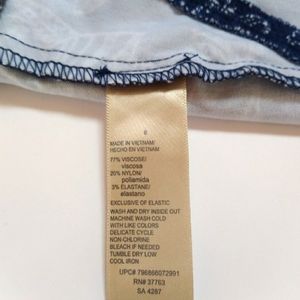 6
MADE IN VIETNAM/
HECHO EN VIETNAM
77% VISCOSE/
viscosa
20% NYLON/
poliamida
3% ELASTANE/
elastano
EXCLUSIVE OF ELASTIC
WASH AND DRY INSIDE OUT
MACHINE WASH COLD
WITH LIKE COLORS
DELICATE CYCLE
NON-CHLORINE
BLEACH IF NEEDED
TUMBLE DRY LOW
COOL IRON
UPC# 796866072991
RN# 37763
SA 4287